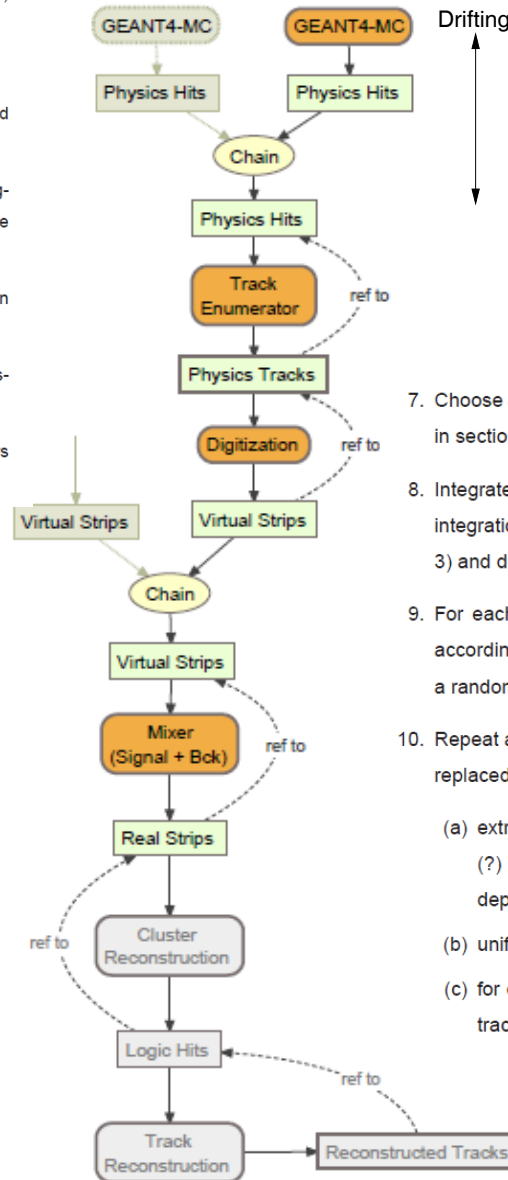 GEANT4-MC
GEANT4-MC
Drifting
Physics Hits
Physics Hits
d
Chain
g-
e
Physics Hits
n
Track
Enumerator
ref to
s-
Physics Tracks
7. Choose
in sectio
Digitization
ref to
s
8. Integrate
integratio
3) and d
Virtual Strips
Virtual Strips
Chain
9. For each
accordin
a random
Virtual Strips
Mixer
(Signal + Bck)
ref to
10. Repeat a
replaced
Real Strips
(a) extr
(?)
dep
Cluster
Reconstruction
ref to
(b) unif
(c) for
trac
Logic Hits
ref to
Track
Reconstruction
Reconstructed Tracks